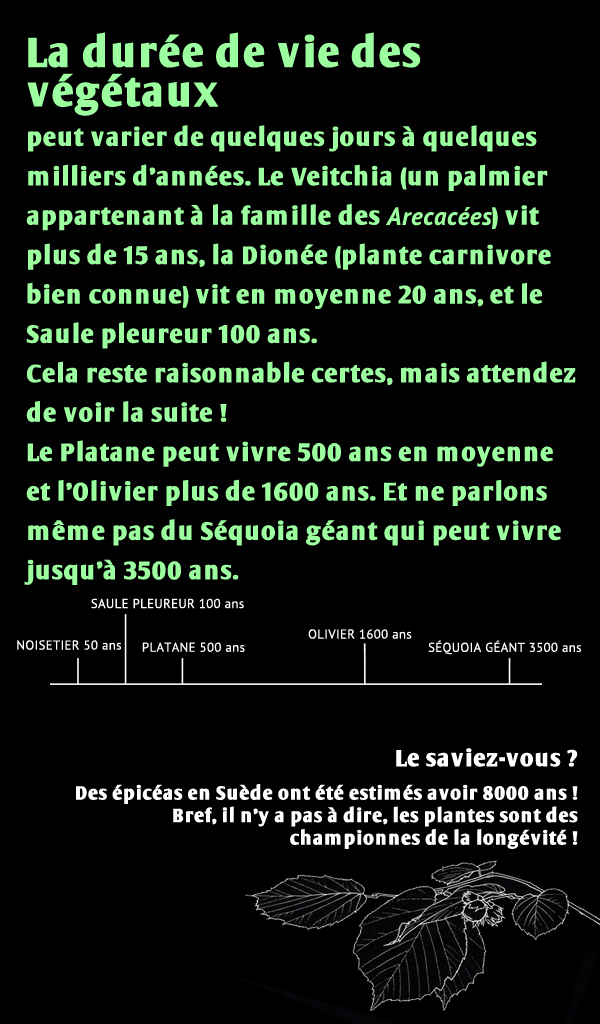 La durée de vie des
végétaux
peut varier de quelques jours à quelques
milliers d’années. Le Veitchia (un palmier
appartenant à la famille des Arecacées) vit
plus de 15 ans, la Dionée (plante carnivore
bien connue) vit en moyenne 20 ans, et le
Saule pleureur 100 ans.
Cela reste raisonnable certes, mais attendez
de voir la suite !
Le Platane peut vivre 500 ans en moyenne
et l’Olivier plus de 1600 ans. Et ne parlons
même pas du Séquoia géant qui peut vivre
jusqu’à 3500 ans.
SAULE PLEUREUR 100 ans
NOISETIER 50 ans
PLATANE 500 ans
OLIVIER 1600 ans
SÉQUOIA GÉANT 3500 ans
Le saviez-vous ?
Des épicéas en Suède ont été estimés avoir 8000 ans !
Bref, il n’y a pas à dire, les plantes sont des
championnes de la longévité !